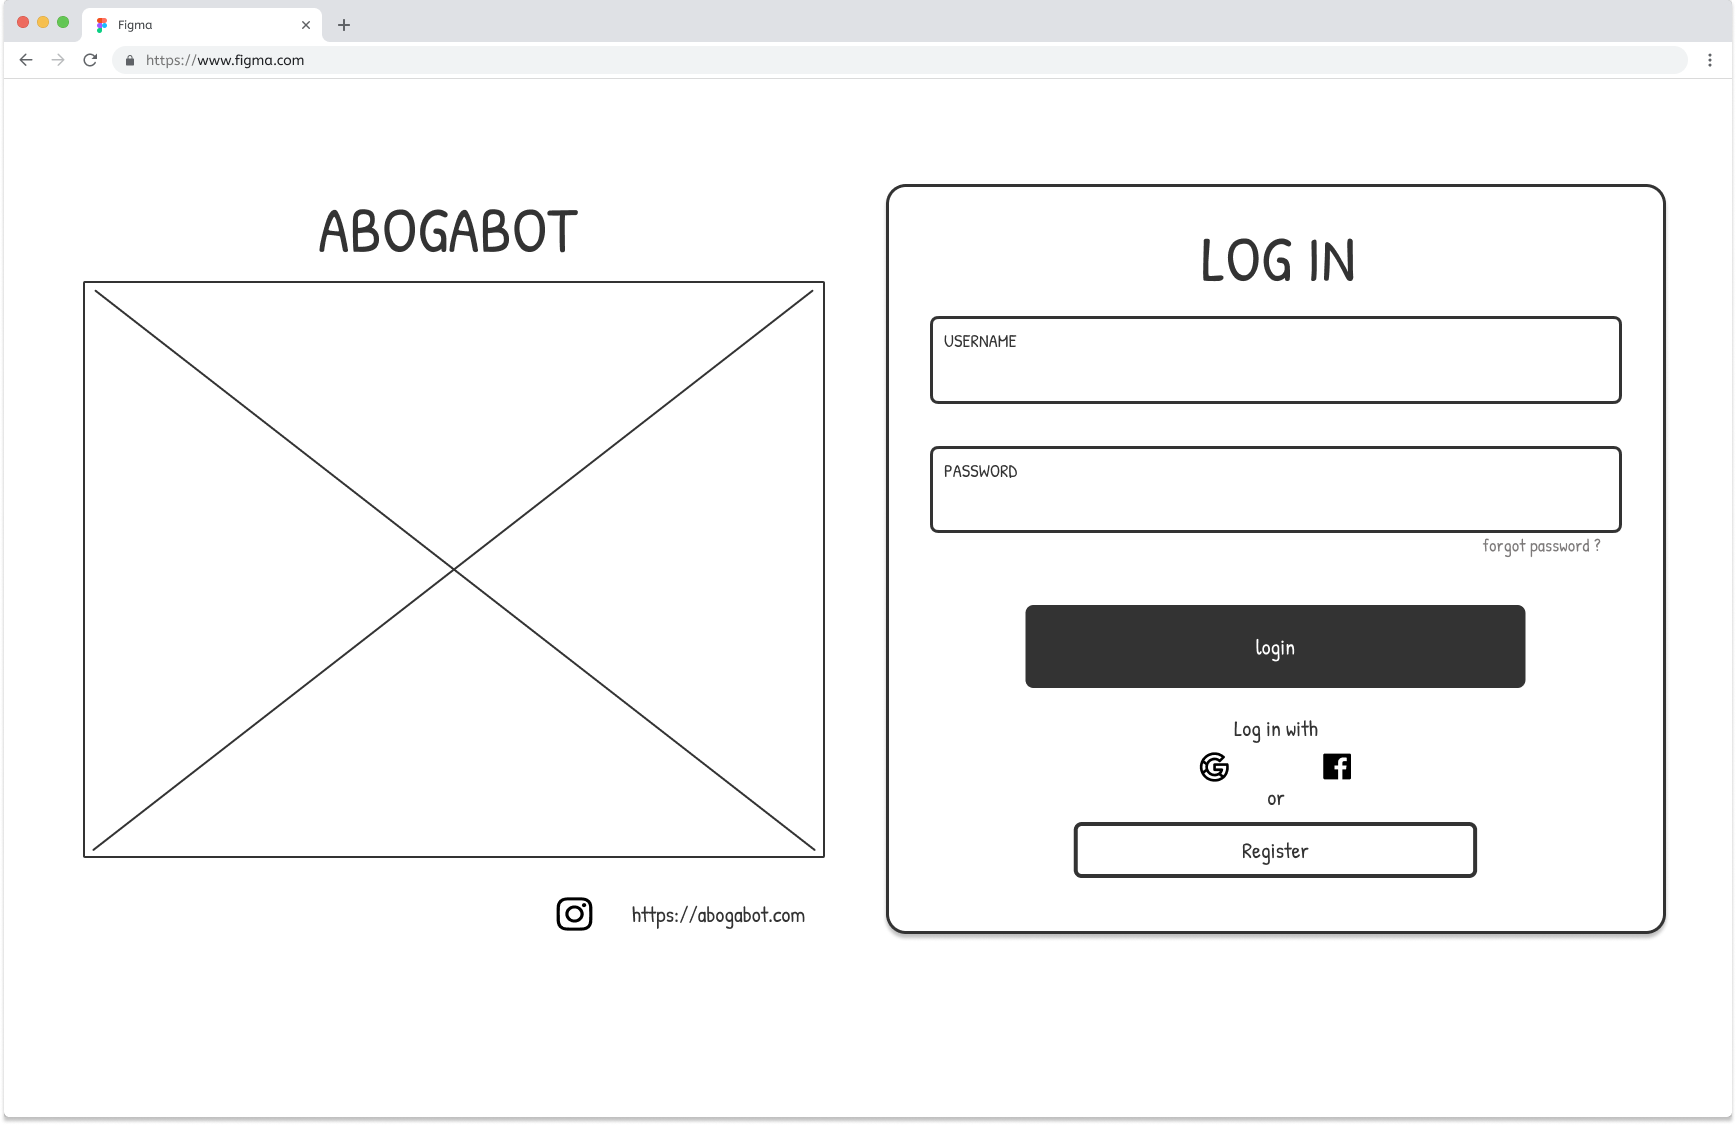 Figma
https://www.figma.com
ABOGABOT
https://abogabot.com
LOG IN
USERNAME
PASSWORD
forgot password ?
login
Log in with
or
Register